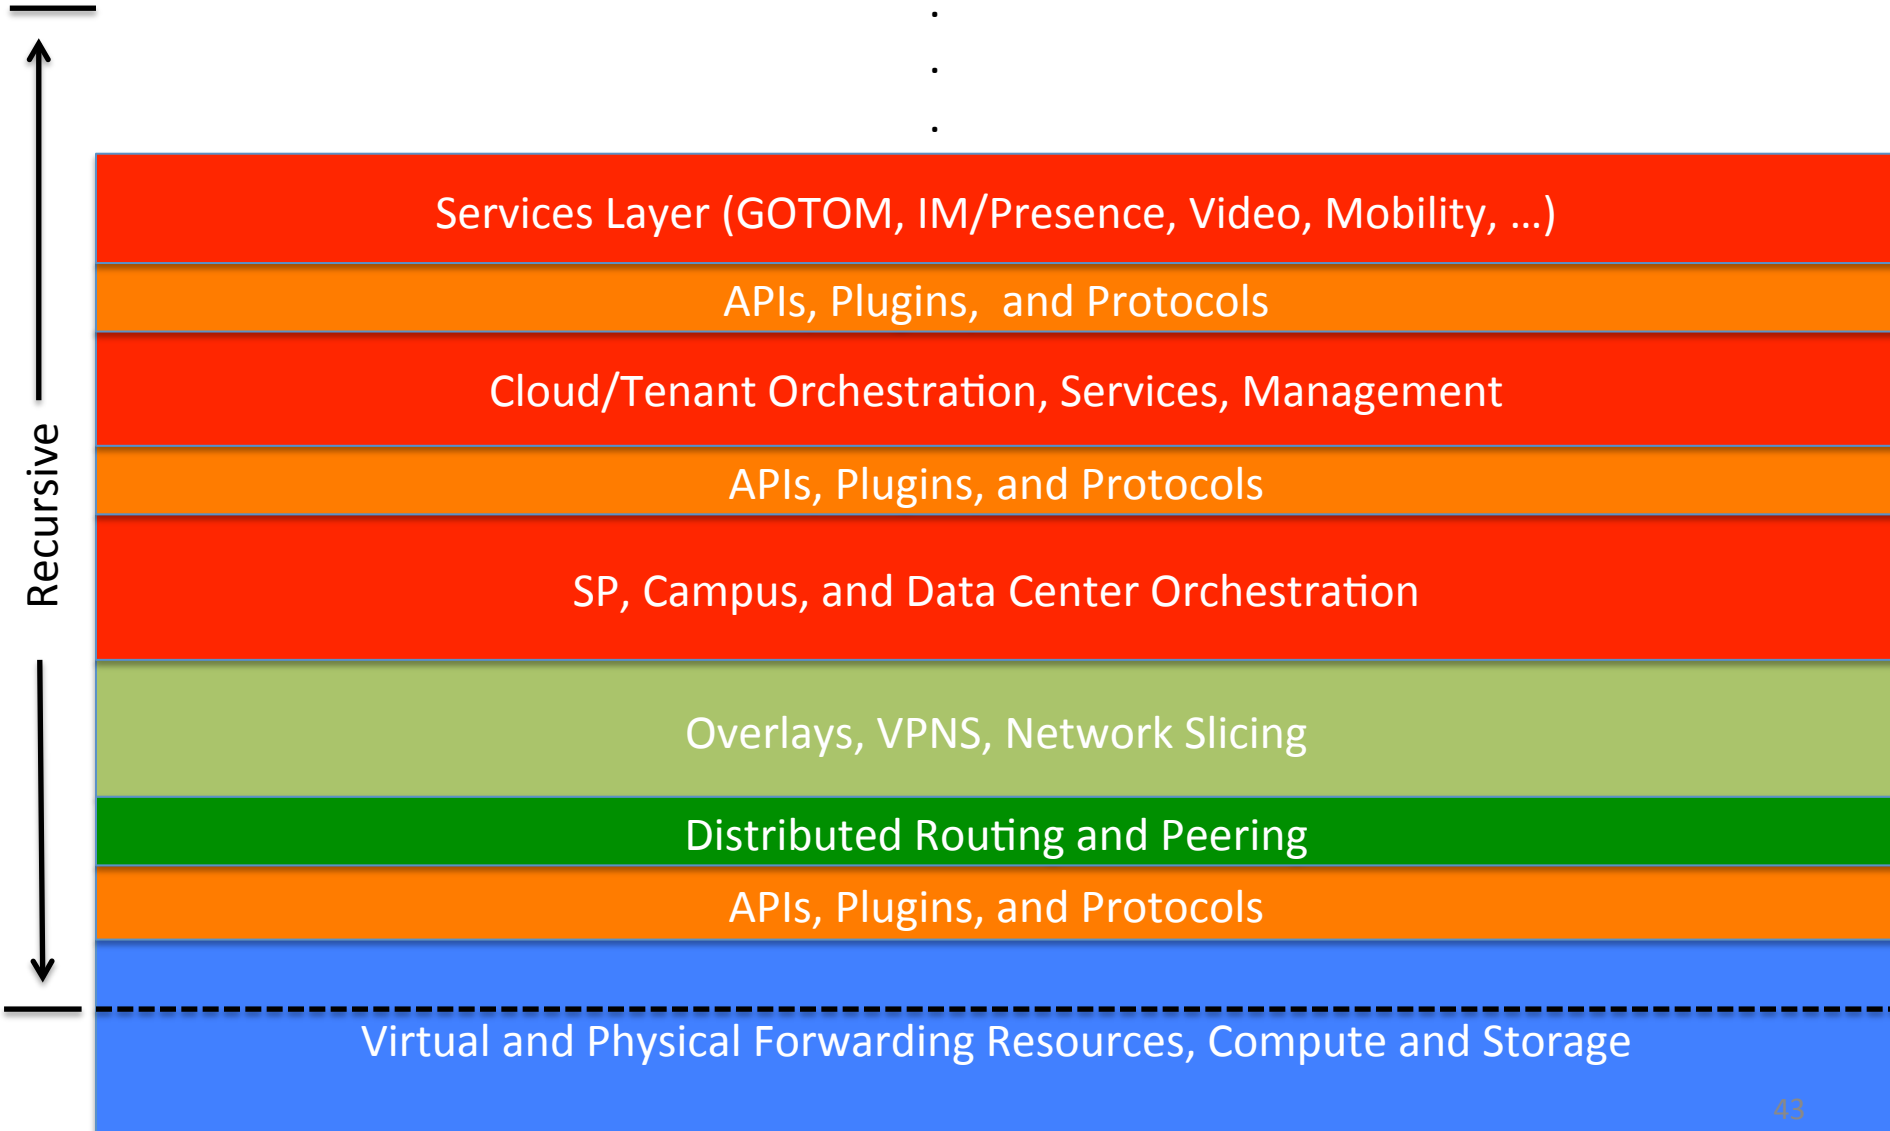 .
.
.
Services Layer (GOTOM, IM/Presence, Video, Mobility, …)
APIs, Plugins, and Protocols
Cloud/Tenant Orchestration, Services, Management
APIs, Plugins, and Protocols
Recursive
SP, Campus, and Data Center Orchestration
Overlays, VPNS, Network Slicing
Distributed Routing and Peering
APIs, Plugins, and Protocols
Virtual and Physical Forwarding Resources, Compute and Storage
43